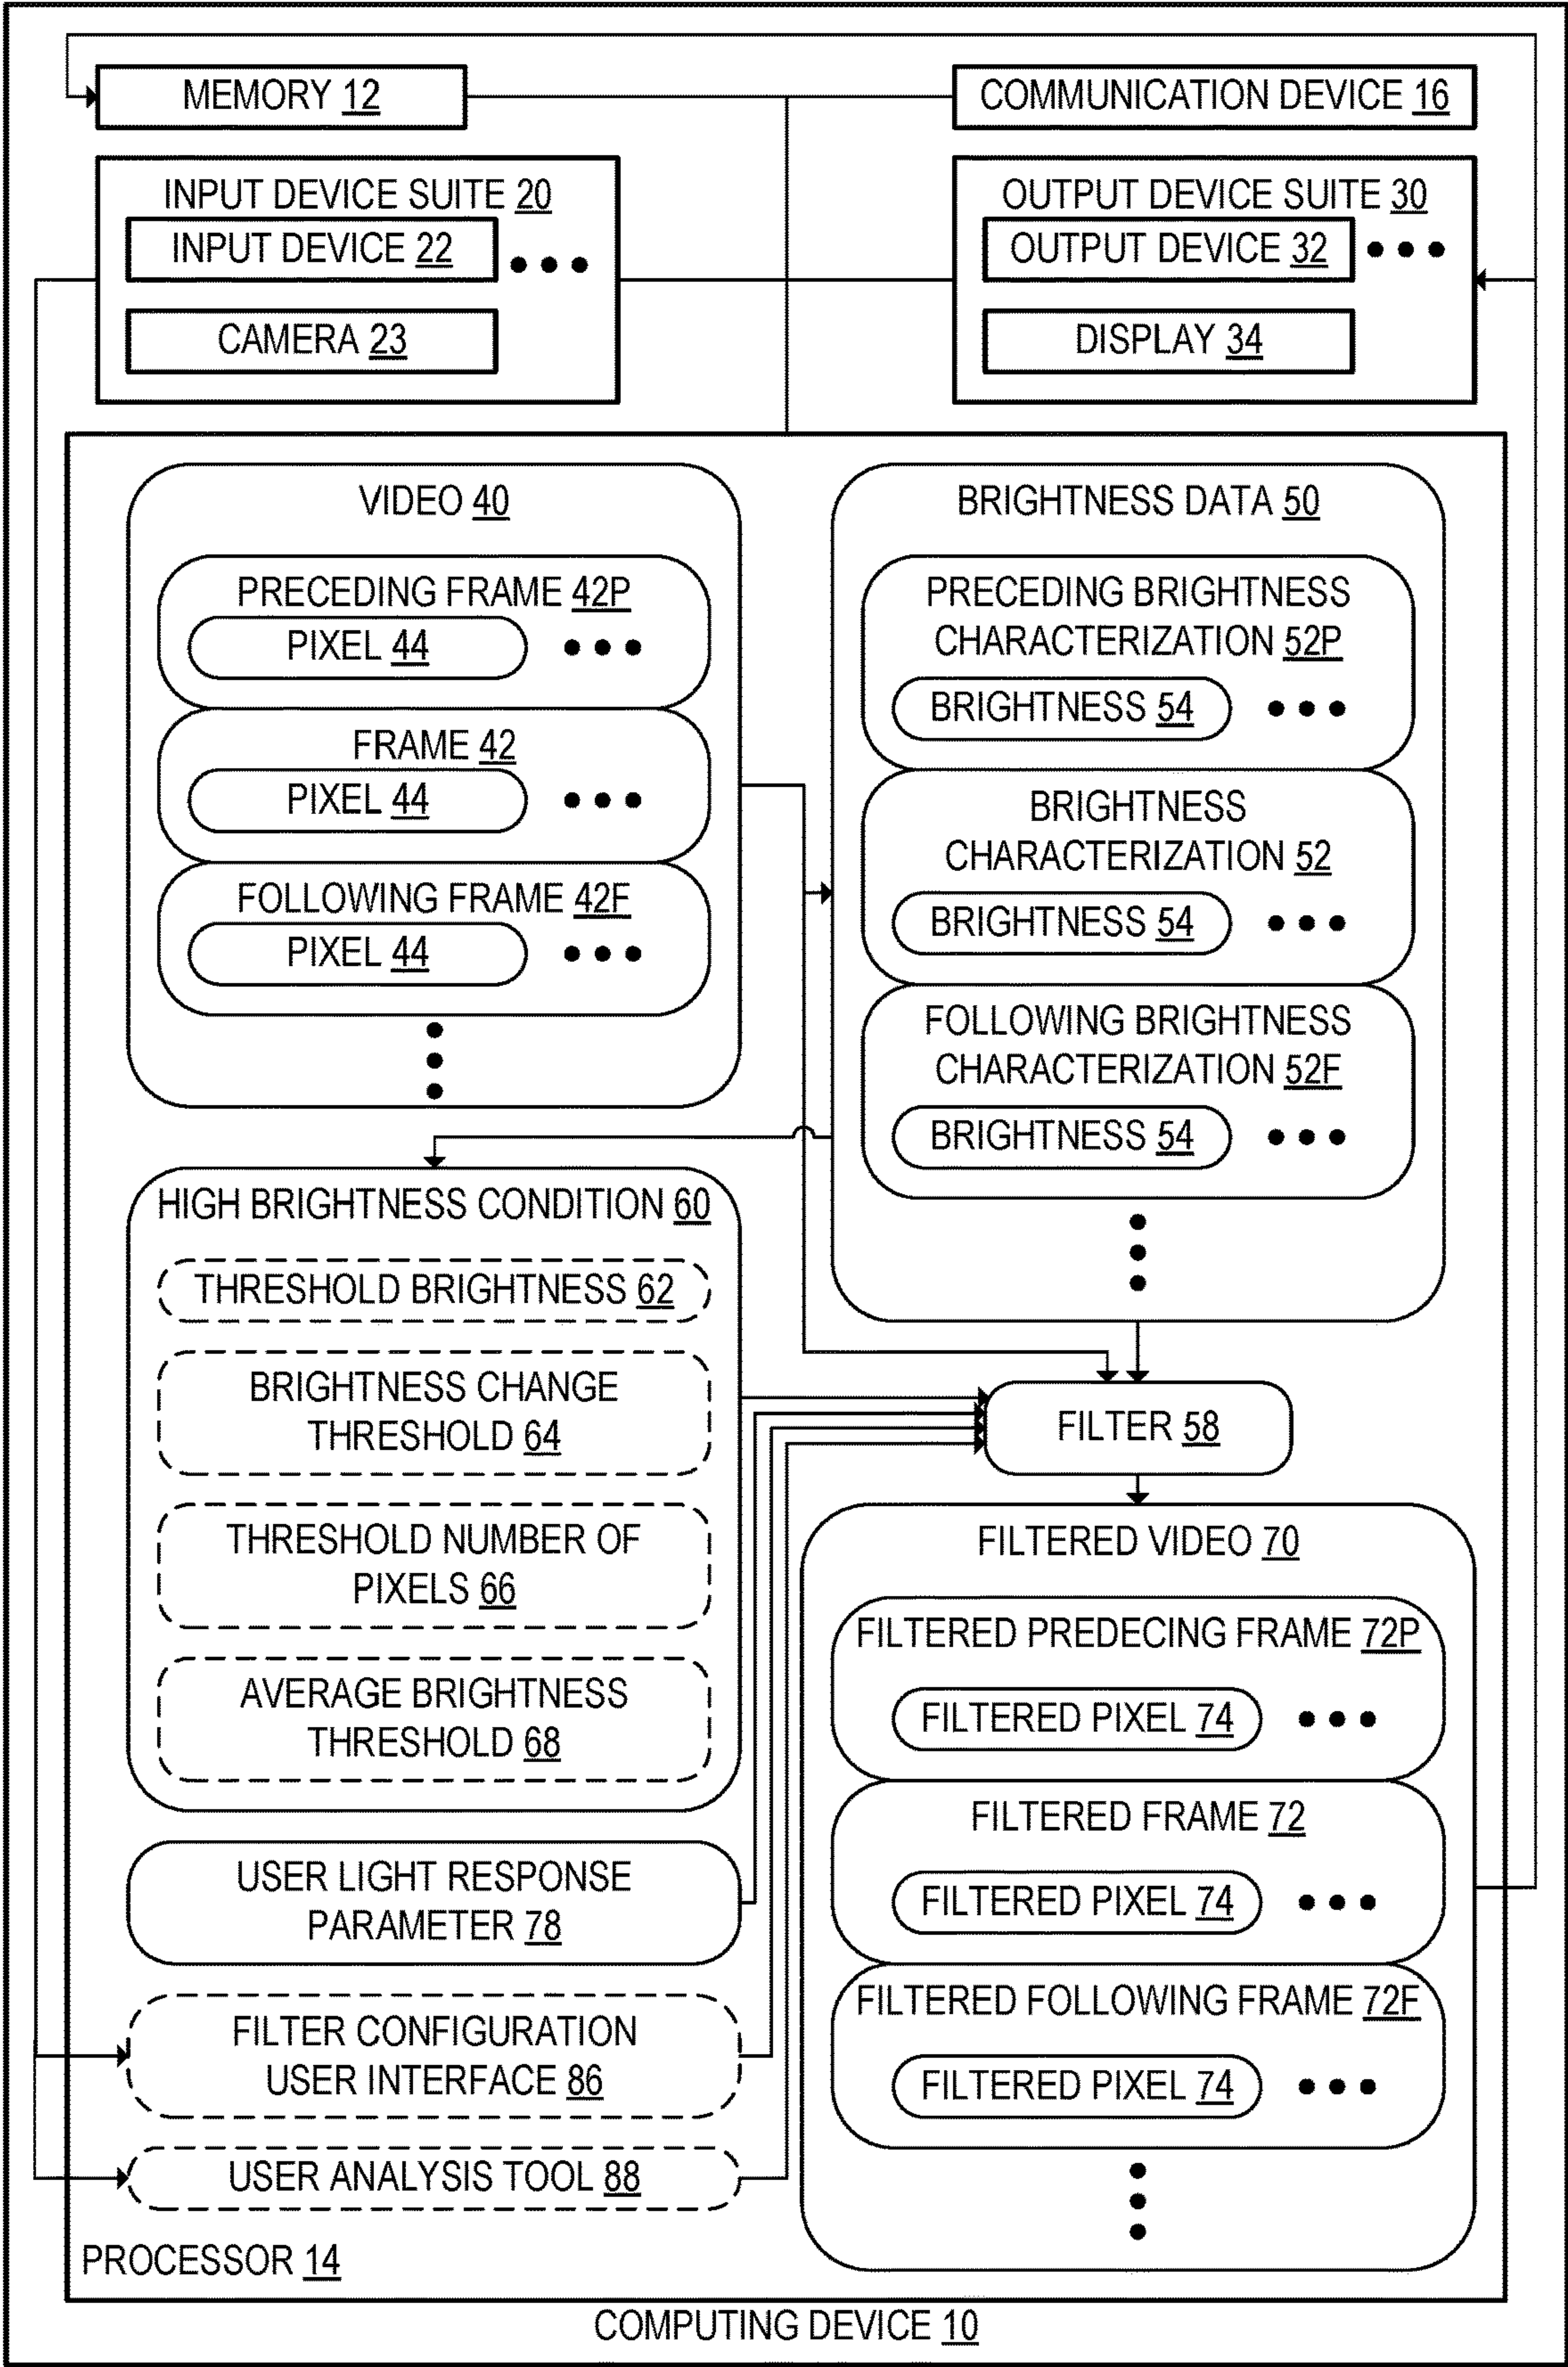 MEMORY 12
COMMUNICATION DEVICE 16
INPUT DEVICE SUITE 20
INPUT DEVICE 22
CAMERA 23
OUTPUT DEVICE SUITE 30
OUTPUT DEVICE 32
DISPLAY 34
VIDEO 40
PRECEDING FRAME 42P
PIXEL 44
FRAME 42
PIXEL 44
FOLLOWING FRAME 42F
PIXEL 44
BRIGHTNESS DATA 50
PRECEDING BRIGHTNESS
CHARACTERIZATION 52P
BRIGHTNESS 54
BRIGHTNESS
CHARACTERIZATION 52
BRIGHTNESS 54
FOLLOWING BRIGHTNESS
CHARACTERIZATION 52F
BRIGHTNESS 54
HIGH BRIGHTNESS CONDITION 60
THRESHOLD BRIGHTNESS 62
BRIGHTNESS CHANGE
THRESHOLD 64
THRESHOLD NUMBER OF
PIXELS 66
AVERAGE BRIGHTNESS
THRESHOLD 68
FILTER 58
FILTERED VIDEO 70
FILTERED PREDECING FRAME 72P
FILTERED PIXEL 74
FILTERED FRAME 72
FILTERED PIXEL 74
FILTERED FOLLOWING FRAME 72F
FILTERED PIXEL 74
USER LIGHT RESPONSE
PARAMETER 78
FILTER CONFIGURATION
USER INTERFACE 86
USER ANALYSIS TOOL 88
PROCESSOR 14
COMPUTING DEVICE 10